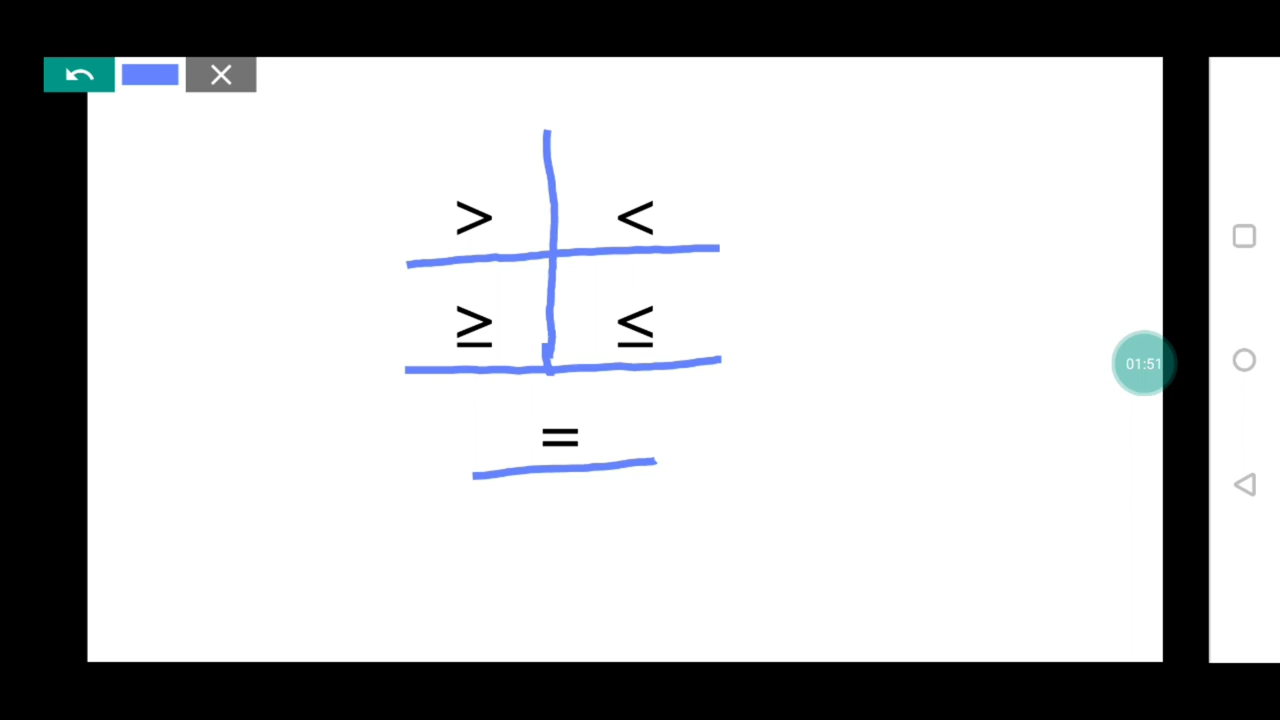 > <
≥ ≤
01:51
=